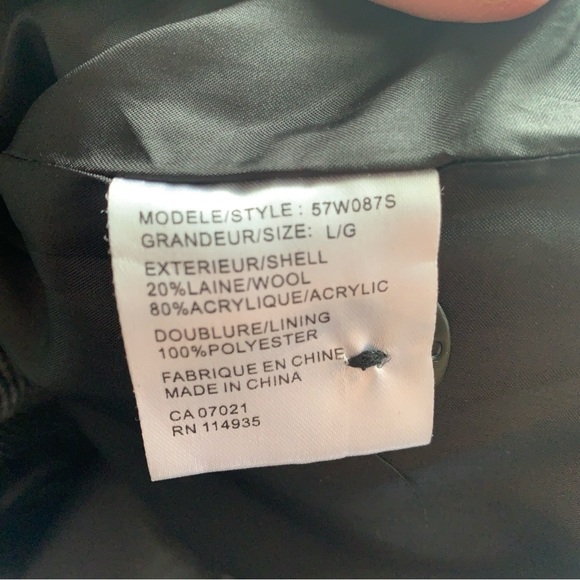 MODELE/STYLE : 57W087S
GRANDEUR/SIZE: L/G
EXTERIEUR/SHELL
20%LAINE/WOOL
80%ACRYLIQUE/ACRYLIC
DOUBLURE/LINING
100%POLYESTER
FABRIQUE EN CHINE
MADE IN CHINA
CA 07021
RN 114935